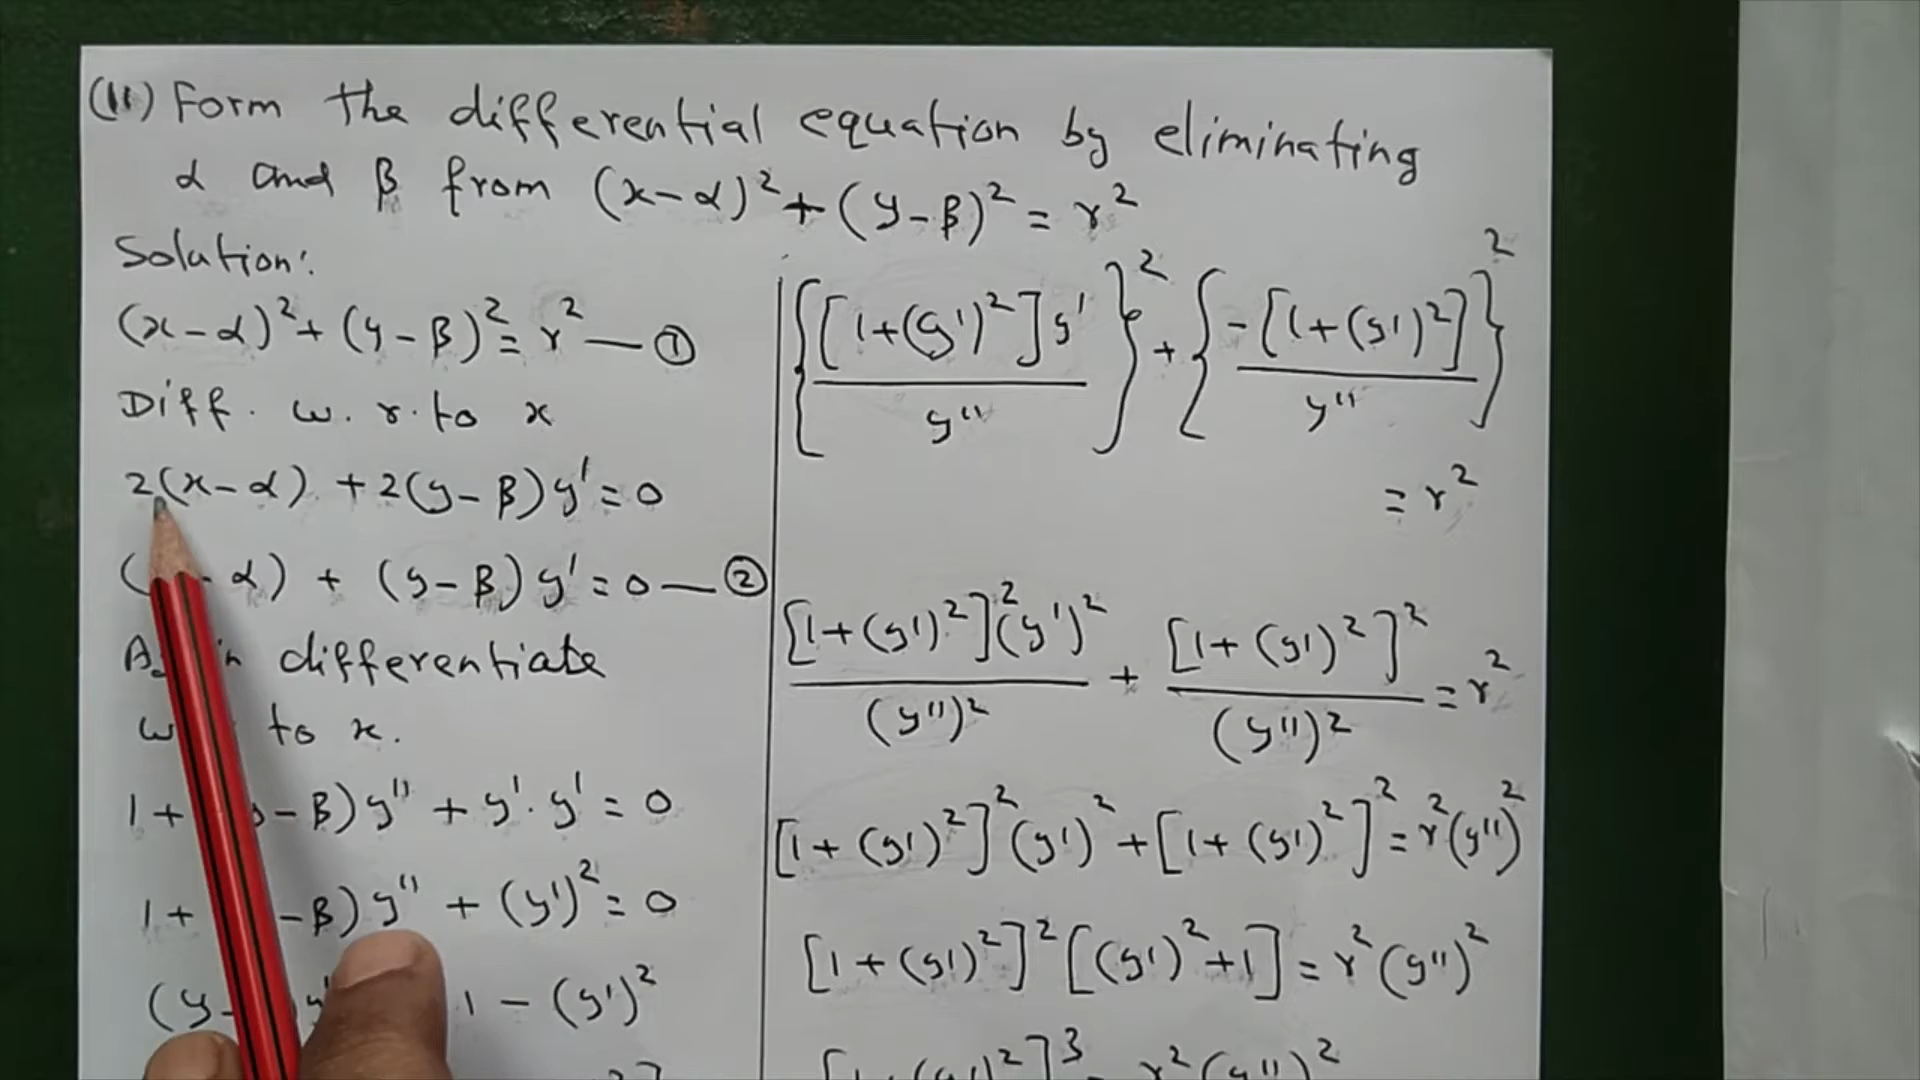 (11) Form the differential equation by eliminating
α and β from (x-α)² + (y-β)² = r²
Solution:
(x-α)² + (y-β)² = r² — ①
Diff. w.r.to x
2(x-α) + 2(y-β)y' = 0
( -α) + (y-β)y' = 0 — ②
differentiate
to x.
1+ -β)y'' + y'.y' = 0
1+ -β)y'' + (y')² = 0
(y- 1 - (y')²
{[1+(y')²]y' / y''}² + {-[1+(y')²] / y''}²
= r²
[1+(y')²]²(y')² / (y'')² + [1+(y')²]² / (y'')² = r²
[1+(y')²]²(y')² + [1+(y')²]² = r²(y'')²
[1+(y')²]²[(y')²+1] = r²(y'')²
]³ r²(y'')²